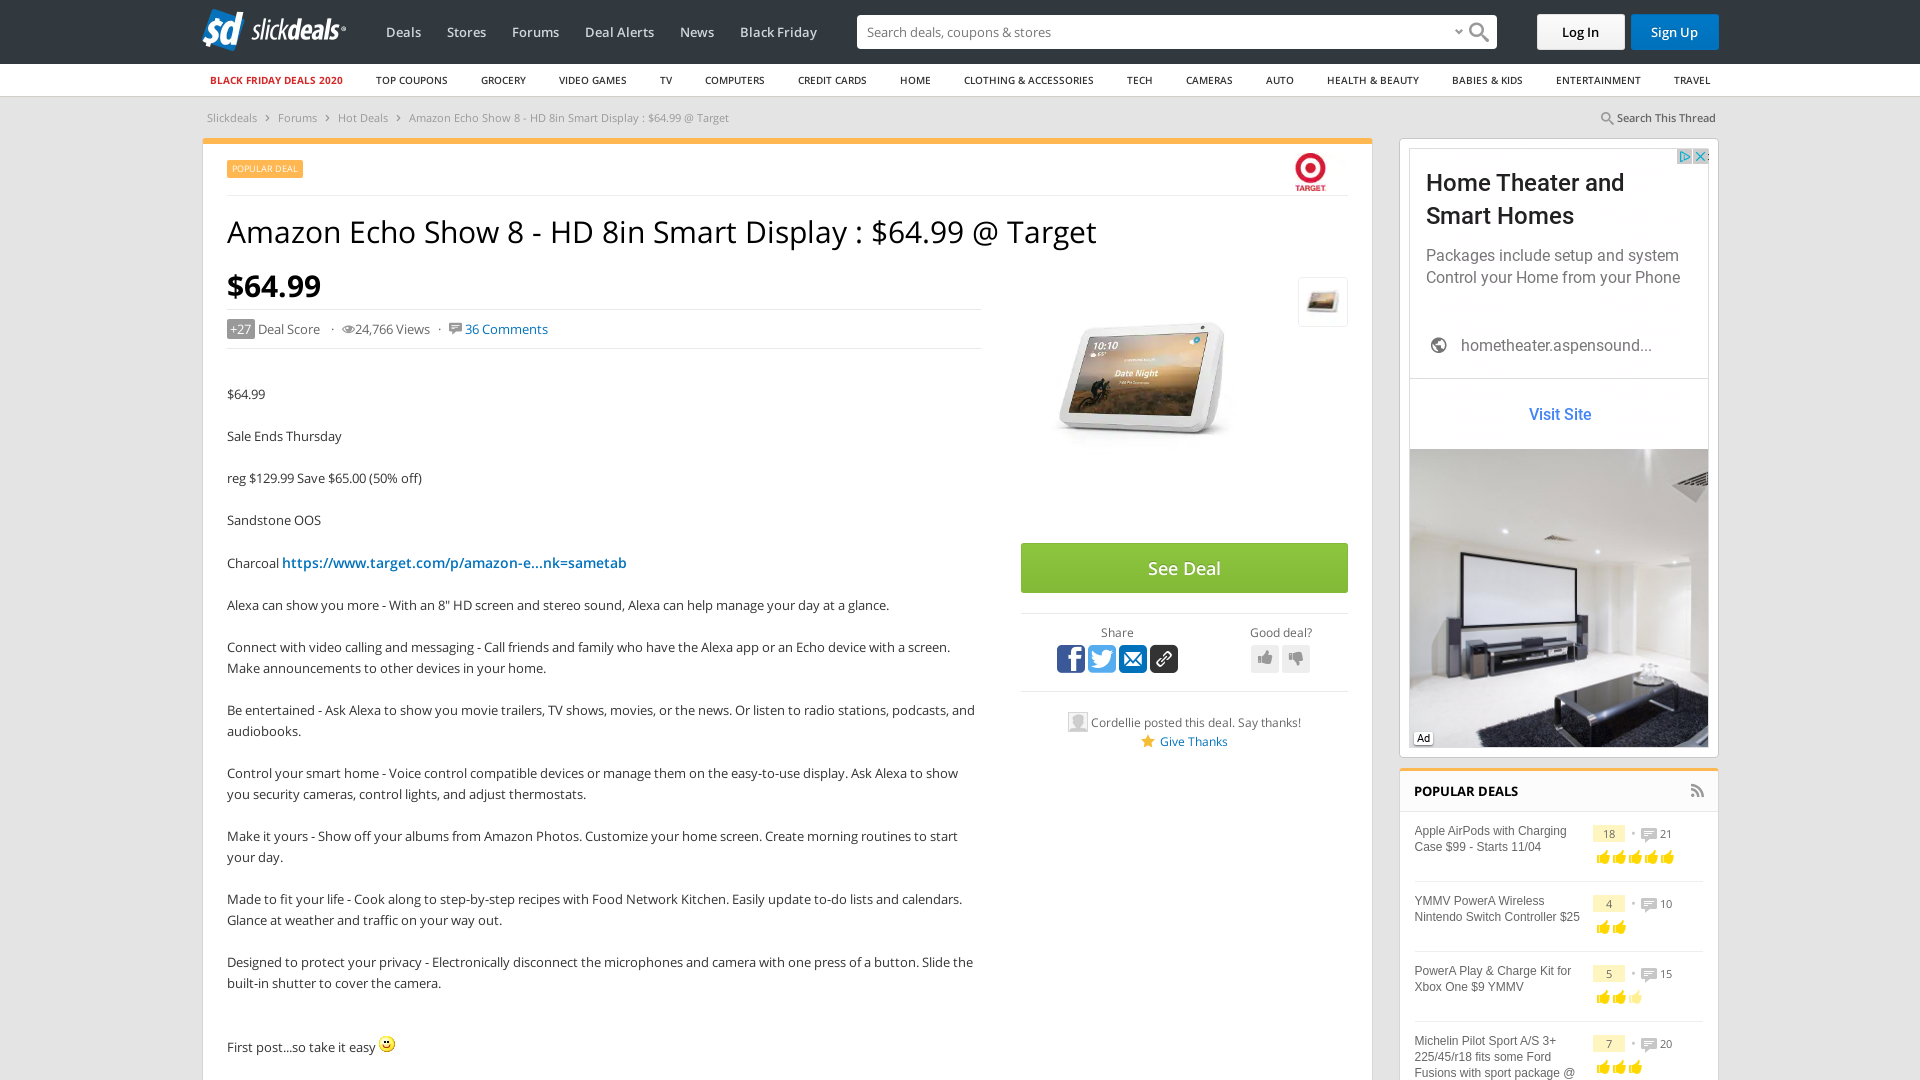 sd slickdeals
Deals
Stores
Forums
Deal Alerts
News
Black Friday
Search deals, coupons & stores
Log In
Sign Up
BLACK FRIDAY DEALS 2020
TOP COUPONS
GROCERY
VIDEO GAMES
TV
COMPUTERS
CREDIT CARDS
HOME
CLOTHING & ACCESSORIES
TECH
CAMERAS
AUTO
HEALTH & BEAUTY
BABIES & KIDS
ENTERTAINMENT
TRAVEL
Slickdeals › Forums › Hot Deals › Amazon Echo Show 8 - HD 8in Smart Display : $64.99 @ Target
Search This Thread
POPULAR DEAL
TARGET
Amazon Echo Show 8 - HD 8in Smart Display : $64.99 @ Target
$64.99
+27 Deal Score · 24,766 Views · 36 Comments
$64.99
Sale Ends Thursday
reg $129.99 Save $65.00 (50% off)
Sandstone OOS
Charcoal https://www.target.com/p/amazon-e...nk=sametab
Alexa can show you more - With an 8" HD screen and stereo sound, Alexa can help manage your day at a glance.
Connect with video calling and messaging - Call friends and family who have the Alexa app or an Echo device with a screen.
Make announcements to other devices in your home.
Be entertained - Ask Alexa to show you movie trailers, TV shows, movies, or the news. Or listen to radio stations, podcasts, and
audiobooks.
Control your smart home - Voice control compatible devices or manage them on the easy-to-use display. Ask Alexa to show
you security cameras, control lights, and adjust thermostats.
Make it yours - Show off your albums from Amazon Photos. Customize your home screen. Create morning routines to start
your day.
Made to fit your life - Cook along to step-by-step recipes with Food Network Kitchen. Easily update to-do lists and calendars.
Glance at weather and traffic on your way out.
Designed to protect your privacy - Electronically disconnect the microphones and camera with one press of a button. Slide the
built-in shutter to cover the camera.
First post...so take it easy
10:10
Date Night
See Deal
Share
Good deal?
Cordellie posted this deal. Say thanks!
Give Thanks
Home Theater and
Smart Homes
Packages include setup and system
Control your Home from your Phone
hometheater.aspensound...
Visit Site
Ad
POPULAR DEALS
Apple AirPods with Charging
Case $99 - Starts 11/04
18 • 21
YMMV PowerA Wireless
Nintendo Switch Controller $25
4 • 10
PowerA Play & Charge Kit for
Xbox One $9 YMMV
5 • 15
Michelin Pilot Sport A/S 3+
225/45/r18 fits some Ford
Fusions with sport package @
7 • 20